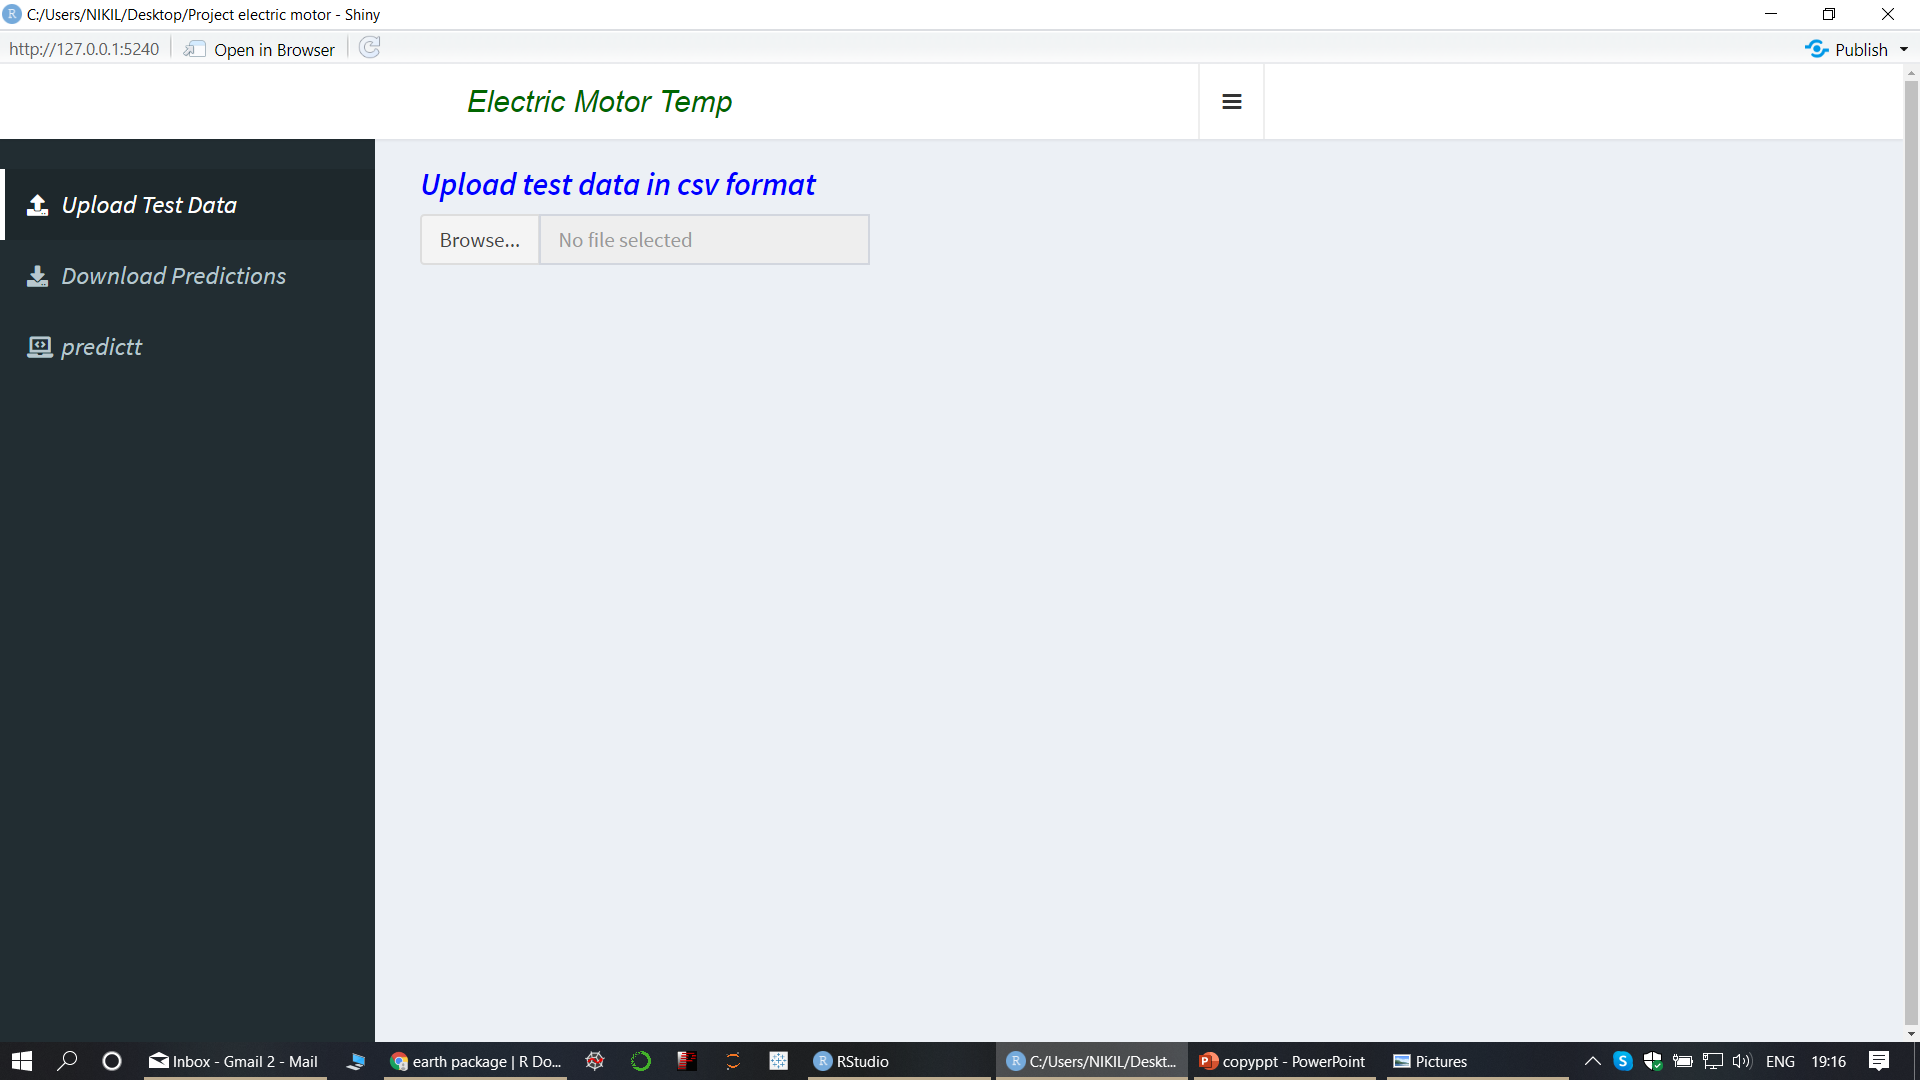 C:/Users/NIKIL/Desktop/Project electric motor - Shiny
http://127.0.0.1:5240 Open in Browser Publish
Electric Motor Temp
Upload Test Data
Download Predictions
predictt
Upload test data in csv format
Browse... No file selected
Inbox - Gmail 2 - Mail earth package | R Do... RStudio C:/Users/NIKIL/Deskt... copyppt - PowerPoint Pictures ENG 19:16